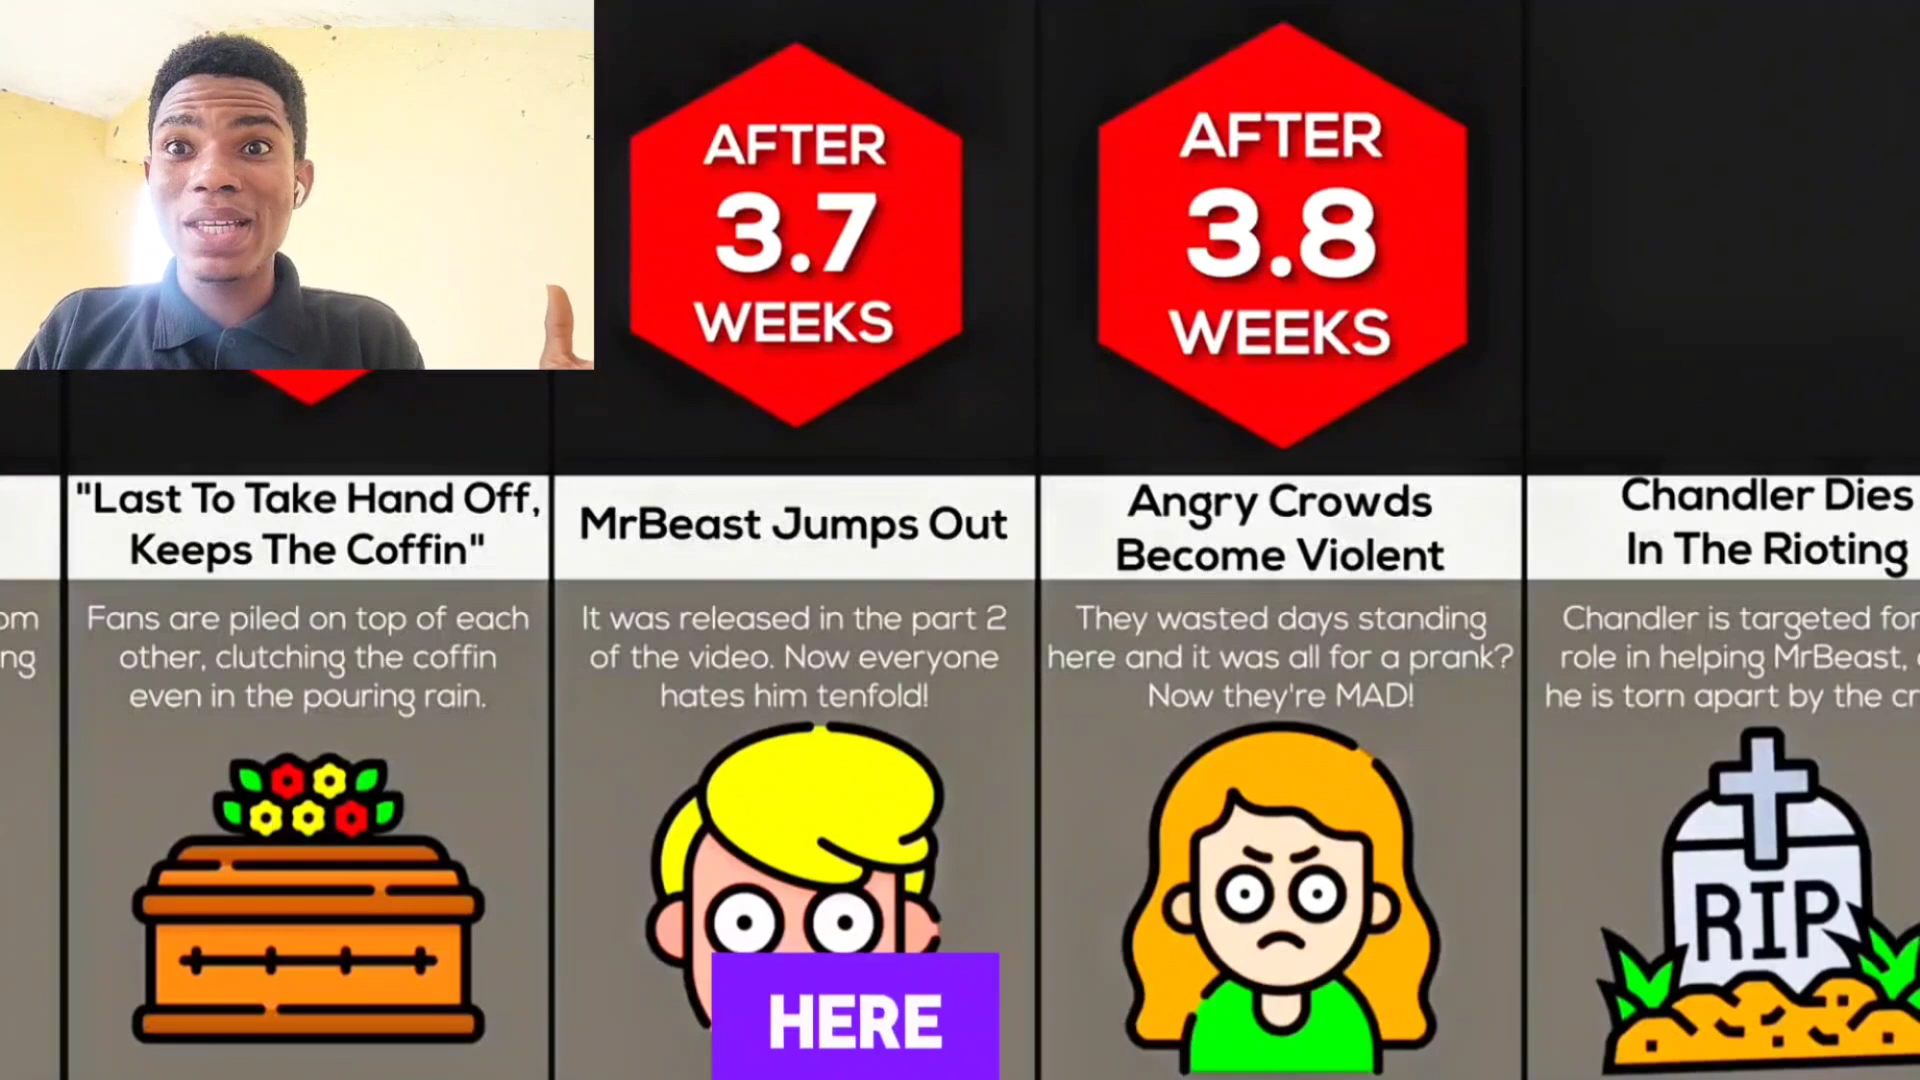 AFTER
3.7
WEEKS
AFTER
3.8
WEEKS
om
ng
"Last To Take Hand Off,
Keeps The Coffin"
Fans are piled on top of each
other, clutching the coffin
even in the pouring rain.
MrBeast Jumps Out
It was released in the part 2
of the video. Now everyone
hates him tenfold!
HERE
Angry Crowds
Become Violent
They wasted days standing
here and it was all for a prank?
Now they're MAD!
Chandler Dies
In The Rioting
Chandler is targeted for
role in helping MrBeast,
he is torn apart by the cr
RIP